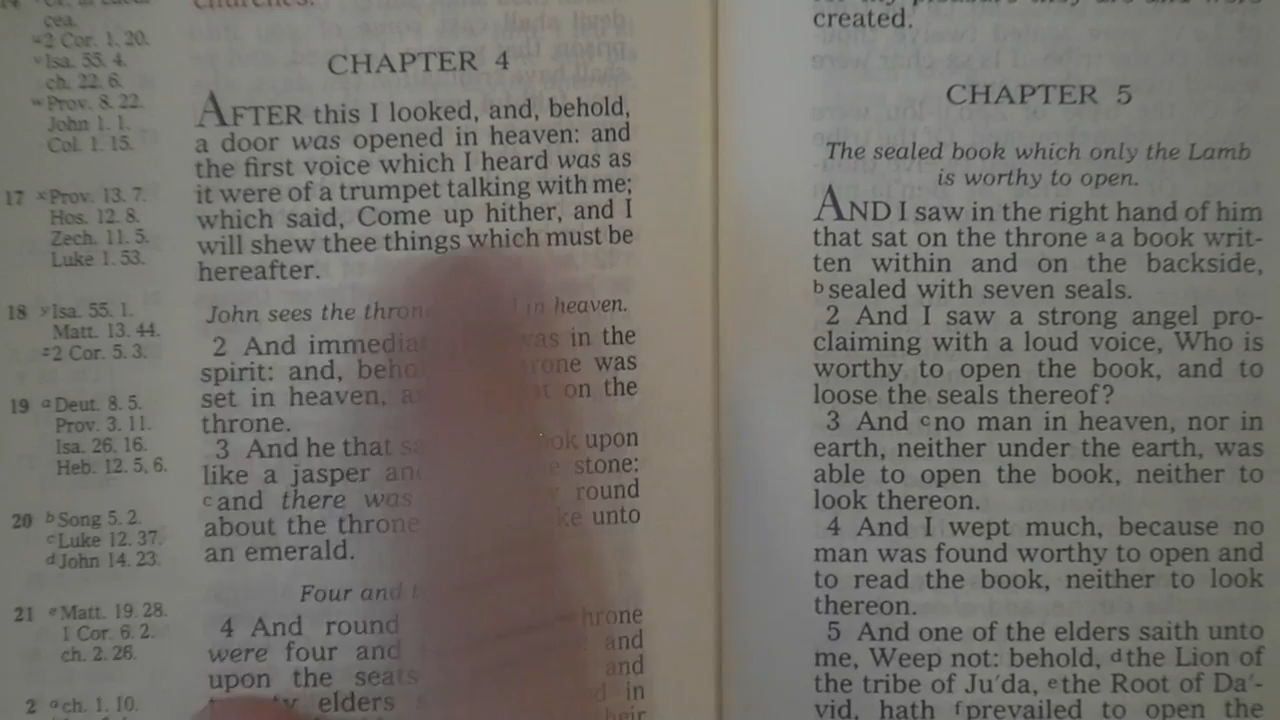 cea.
2 Cor. 1. 20.
v Isa. 55. 4.
ch. 22. 6.
w Prov. 8. 22.
John 1. 1.
Col. 1. 15.
17 x Prov. 13. 7.
Hos. 12. 8.
Zech. 11. 5.
Luke 1. 53.
18 y Isa. 55. 1.
Matt. 13. 44.
z 2 Cor. 5. 3.
19 a Deut. 8. 5.
Prov. 3. 11.
Isa. 26. 16.
Heb. 12. 5, 6.
20 b Song 5. 2.
c Luke 12. 37.
d John 14. 23.
21 e Matt. 19. 28.
1 Cor. 6. 2.
ch. 2. 26.
2 a ch. 1. 10.
churches.
CHAPTER 4
AFTER this I looked, and, behold,
a door was opened in heaven: and
the first voice which I heard was as
it were of a trumpet talking with me;
which said, Come up hither, and I
will shew thee things which must be
hereafter.
John sees the in heaven.
2 And was in the
spirit: and, was
set in heaven, on the
throne.
3 And he that upon
like a jasper stone:
c and there was round
about the throne unto
an emerald.
Four and
4 And round
were four and and
upon the seats and
elders in
created.
CHAPTER 5
The sealed book which only the Lamb
is worthy to open.
AND I saw in the right hand of him
that sat on the throne a a book writ-
ten within and on the backside,
b sealed with seven seals.
2 And I saw a strong angel pro-
claiming with a loud voice, Who is
worthy to open the book, and to
loose the seals thereof?
3 And c no man in heaven, nor in
earth, neither under the earth, was
able to open the book, neither to
look thereon.
4 And I wept much, because no
man was found worthy to open and
to read the book, neither to look
thereon.
5 And one of the elders saith unto
me, Weep not: behold, d the Lion of
the tribe of Ju'da, e the Root of Da'-
vid, hath f prevailed to open the